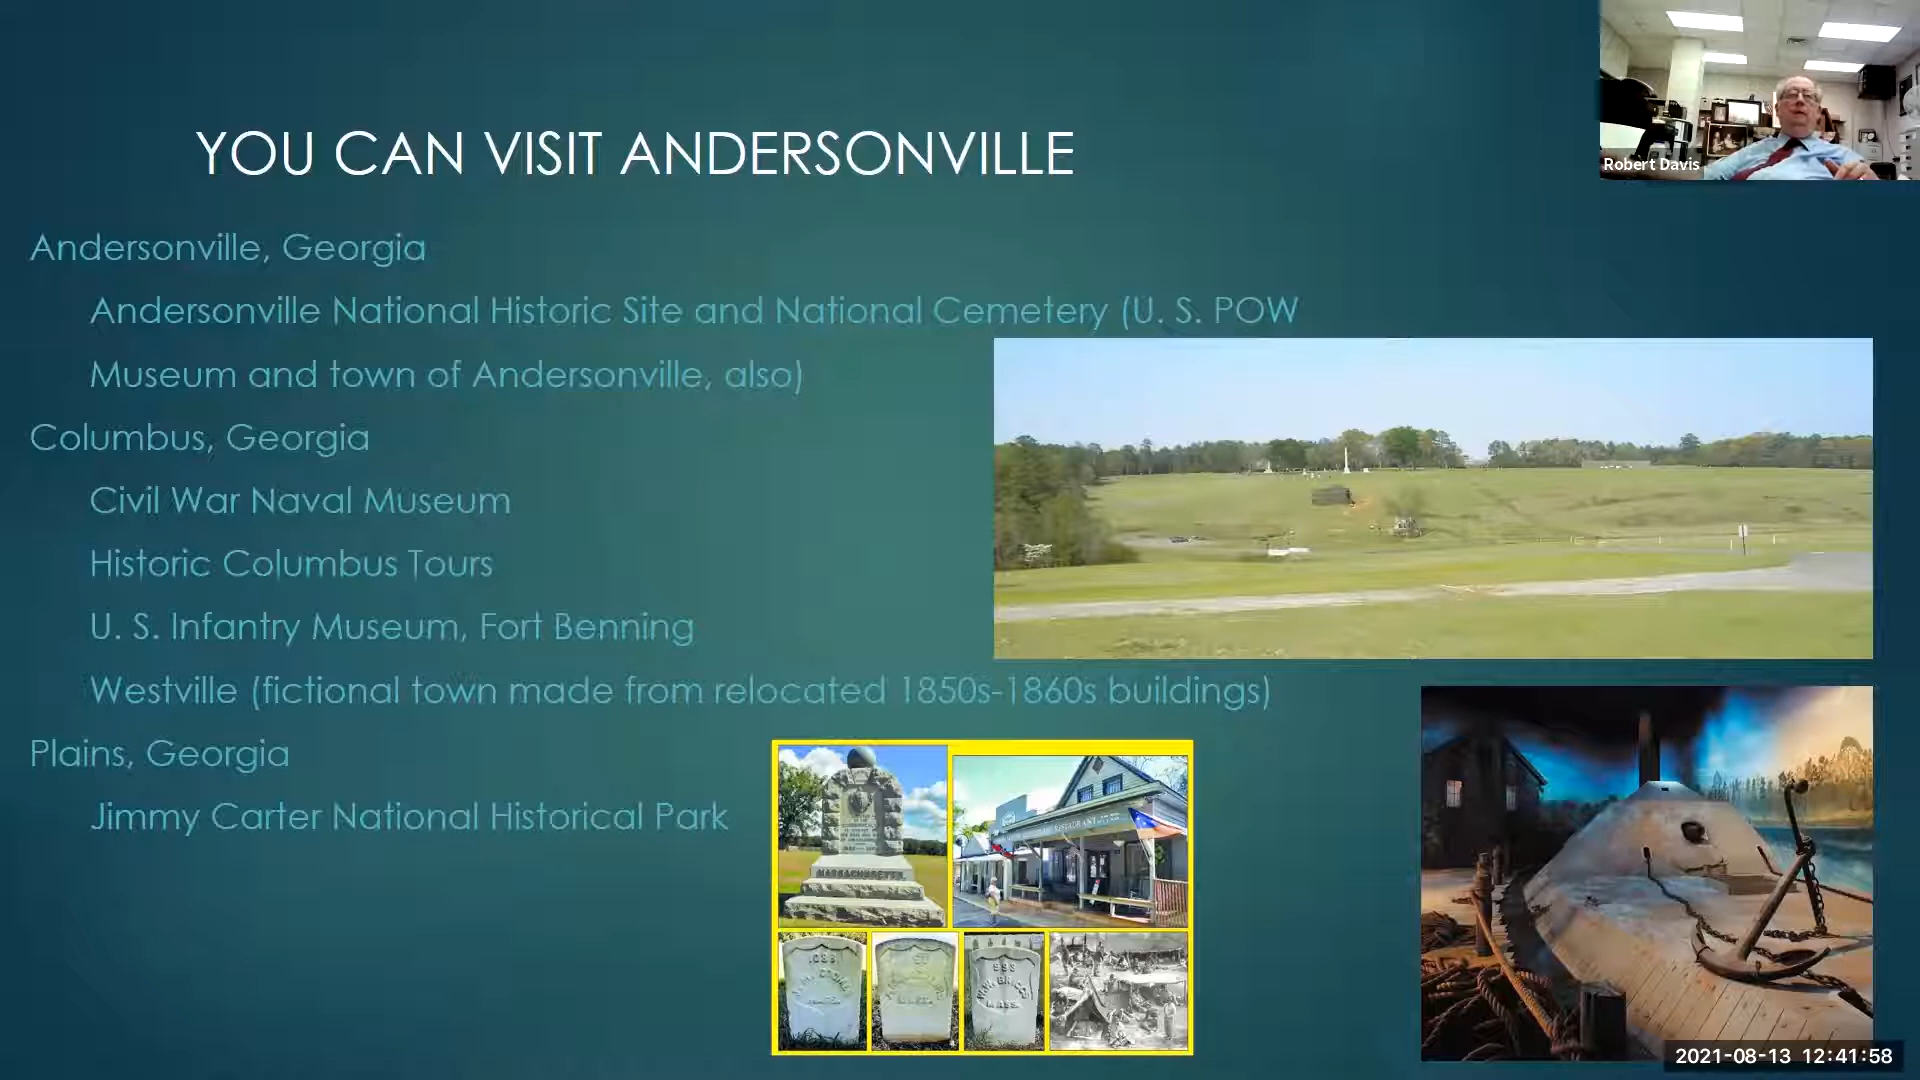 YOU CAN VISIT ANDERSONVILLE
Robert Davis
Andersonville, Georgia
Andersonville National Historic Site and National Cemetery (U. S. POW
Museum and town of Andersonville, also)
Columbus, Georgia
Civil War Naval Museum
Historic Columbus Tours
U. S. Infantry Museum, Fort Benning
Westville (fictional town made from relocated 1850s-1860s buildings)
Plains, Georgia
Jimmy Carter National Historical Park
MASSACHUSETTS
RESTAURANT
993
MASS.
2021-08-13 12:41:58